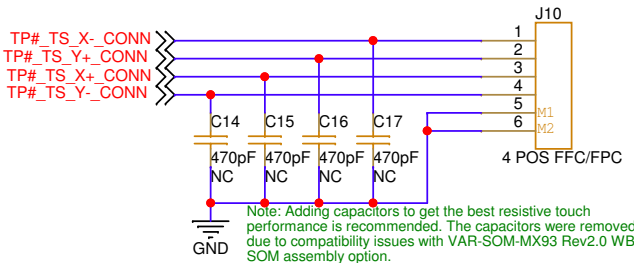 J10
TP#_TS_X-_CONN
TP#_TS_Y+_CONN
TP#_TS_X+_CONN
TP#_TS_Y-_CONN
1
2
3
4
5 M1
6 M2
4 POS FFC/FPC
C14 C15 C16 C17
470pF 470pF 470pF 470pF
NC NC NC NC
GND
Note: Adding capacitors to get the best resistive touch
performance is recommended. The capacitors were removed
due to compatibility issues with VAR-SOM-MX93 Rev2.0 WB
SOM assembly option.